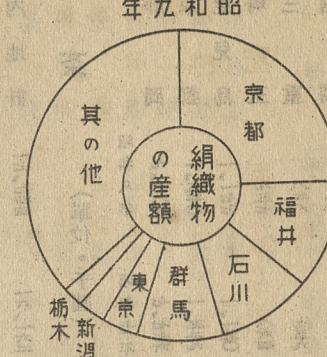 昭和九年
絹織物
の産額
京都
福井
石川
群馬
東京
新潟
栃木
其の他